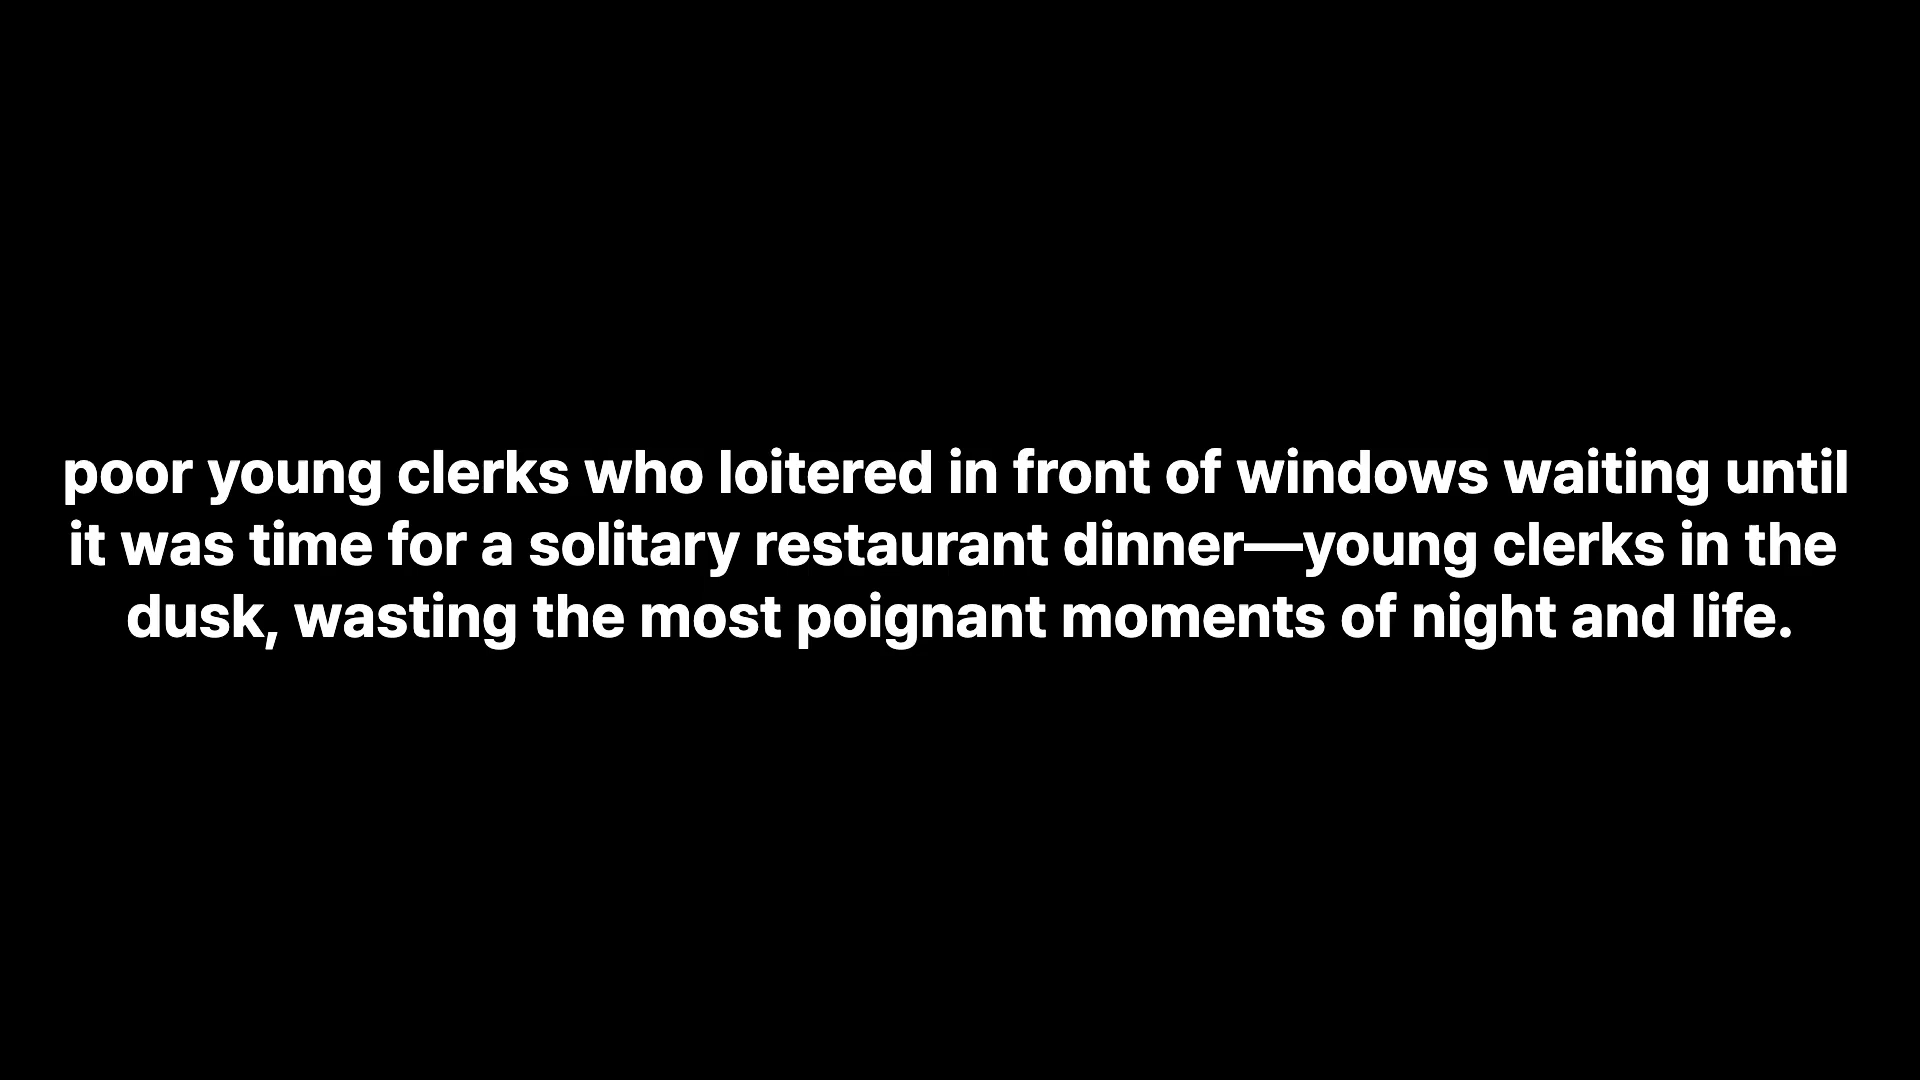 poor young clerks who loitered in front of windows waiting until
it was time for a solitary restaurant dinner—young clerks in the
dusk, wasting the most poignant moments of night and life.